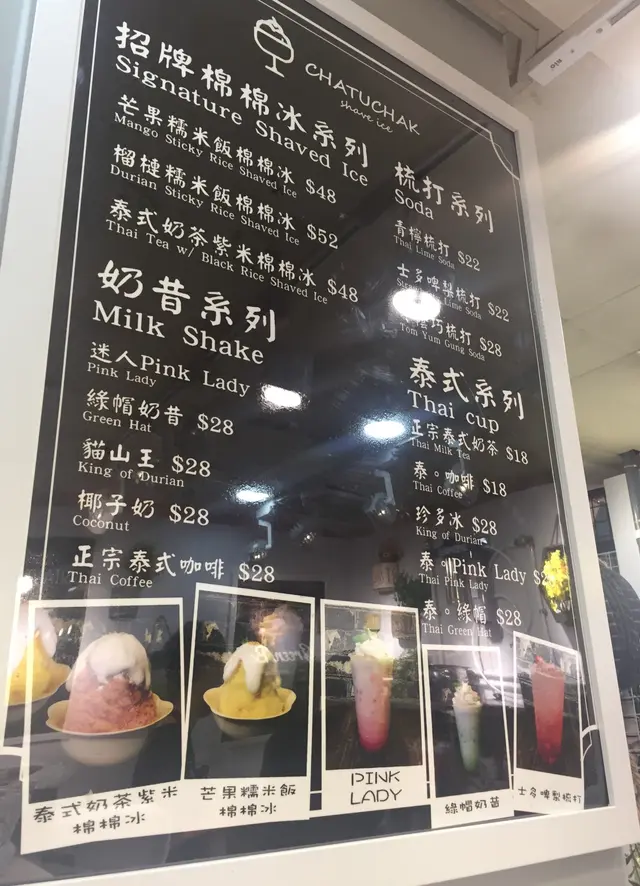 CHATUCHAK
shave ice
招牌棉棉冰系列
Signature Shaved Ice
芒果糯米飯棉棉冰 $48
Mango Sticky Rice Shaved Ice
榴槤糯米飯棉棉冰 $52
Durian Sticky Rice Shaved Ice
泰式奶茶紫米棉棉冰 $48
Thai Tea w/ Black Rice Shaved Ice
奶昔系列
Milk Shake
迷人Pink Lady
Pink Lady
綠帽奶昔 $28
Green Hat
貓山王 $28
King of Durian
椰子奶 $28
Coconut
正宗泰式咖啡 $28
Thai Coffee
梳打系列
Soda
青檸梳打 $22
Thai Lime Soda
士多啤梨梳打 $22
Lime Soda
巧梳打 $28
Tom Yum Gung Soda
泰式系列
Thai cup
正宗泰式奶茶 $18
Thai Milk Tea
泰。咖啡 $18
Thai Coffee
珍多冰 $28
King of Durian
泰。Pink Lady
Thai Pink Lady
泰。綠帽 $28
Thai Green Hat
泰式奶茶紫米
棉棉冰
芒果糯米飯
棉棉冰
PINK
LADY
綠帽奶昔
士多啤梨梳打